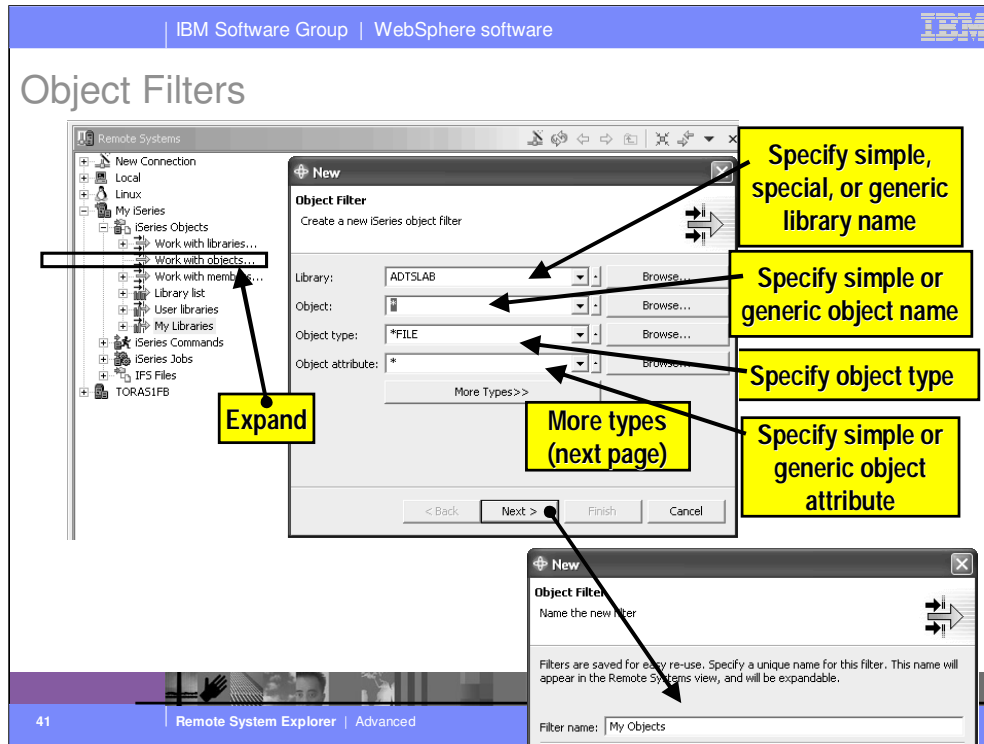 IBM Software Group | WebSphere software
IBM
Object Filters
Remote Systems
New Connection
Local
Linux
My iSeries
iSeries Objects
Work with libraries...
Work with objects...
Work with members...
Library list
User libraries
My Libraries
iSeries Commands
iSeries Jobs
IFS Files
TORAS1FB
Expand
New
Object Filter
Create a new iSeries object filter
Library: ADTSLAB Browse...
Object: * Browse...
Object type: *FILE Browse...
Object attribute: * Browse...
More Types>>
< Back Next > Finish Cancel
Specify simple,
special, or generic
library name
Specify simple or
generic object name
Specify object type
More types
(next page)
Specify simple or
generic object
attribute
New
Object Filter
Name the new filter
Filters are saved for easy re-use. Specify a unique name for this filter. This name will
appear in the Remote Systems view, and will be expandable.
Filter name: My Objects
41 Remote System Explorer | Advanced